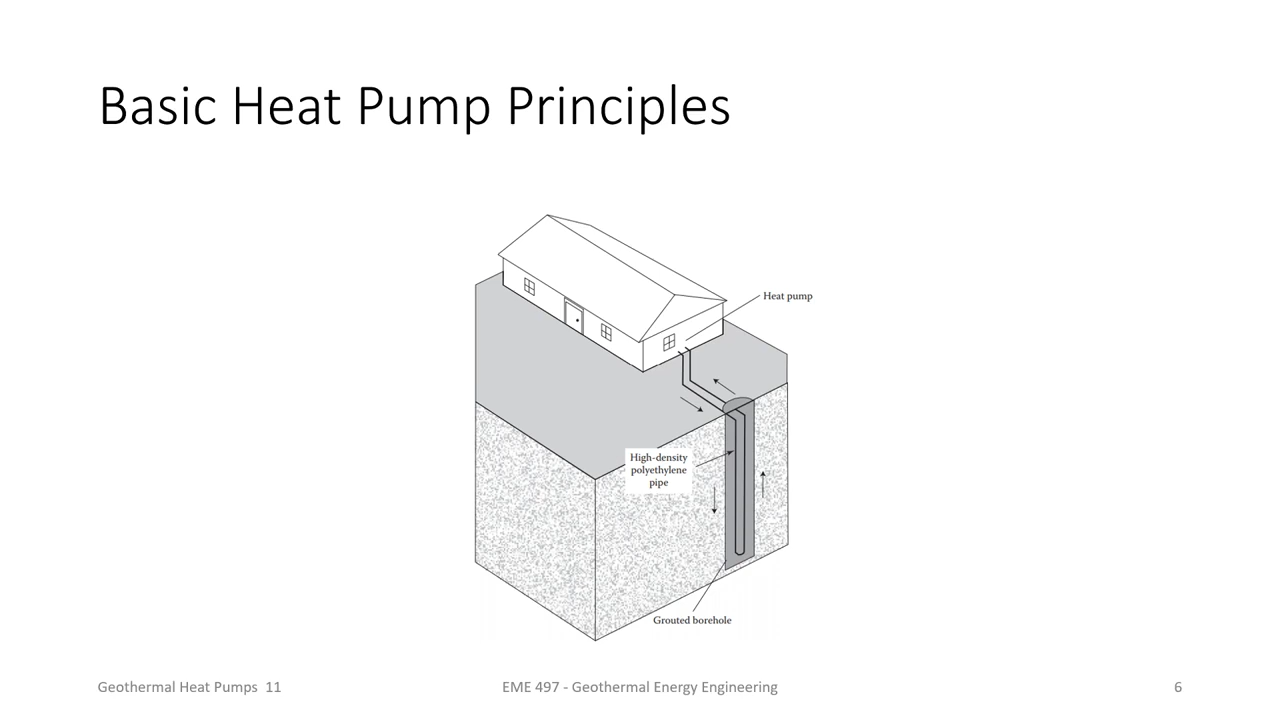 Basic Heat Pump Principles
Heat pump
High-density
polyethylene
pipe
Grouted borehole
Geothermal Heat Pumps  11
EME 497 - Geothermal Energy Engineering
6